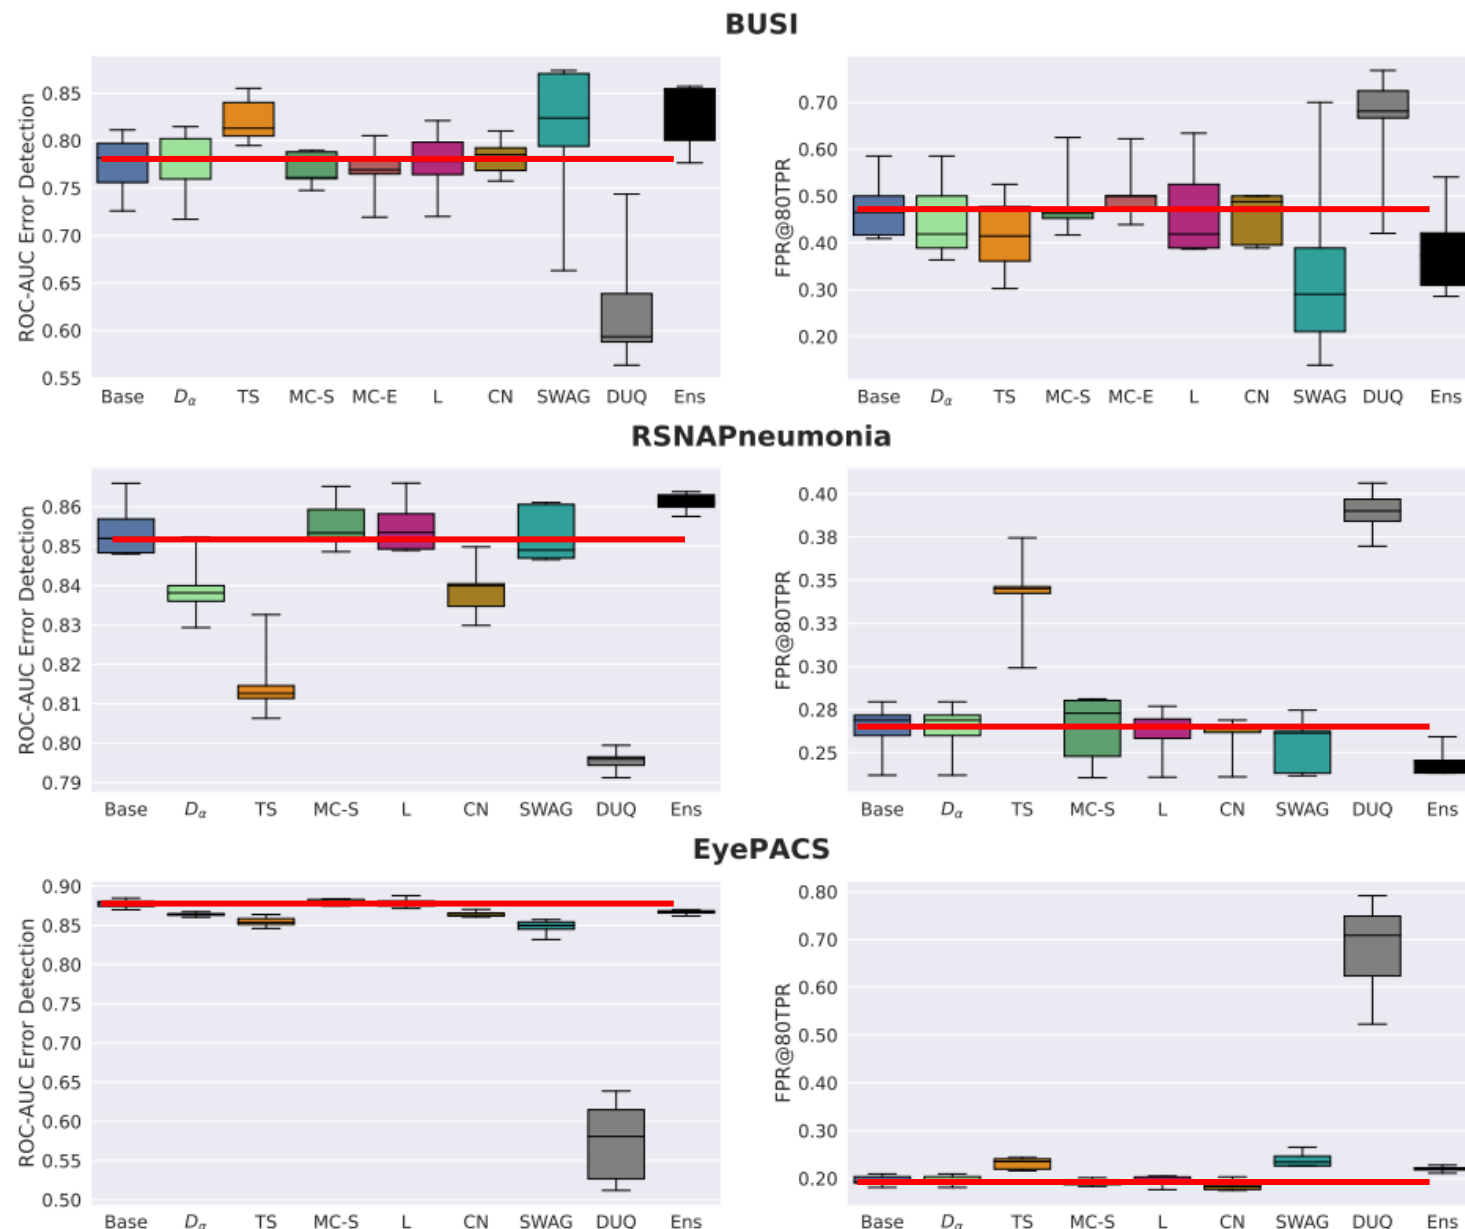 BUSI
ROC-AUC Error Detection
0.85
0.80
0.75
0.70
0.65
0.60
0.55
Base Dα TS MC-S MC-E L CN SWAG DUQ Ens
FPR@80TPR
0.70
0.60
0.50
0.40
0.30
0.20
Base Dα TS MC-S MC-E L CN SWAG DUQ Ens
RSNAPneumonia
ROC-AUC Error Detection
0.86
0.85
0.84
0.83
0.82
0.81
0.80
0.79
Base Dα TS MC-S L CN SWAG DUQ Ens
FPR@80TPR
0.40
0.38
0.35
0.33
0.30
0.28
0.25
Base Dα TS MC-S L CN SWAG DUQ Ens
EyePACS
ROC-AUC Error Detection
0.90
0.85
0.80
0.75
0.70
0.65
0.60
0.55
0.50
Base Dα TS MC-S L CN SWAG DUQ Ens
FPR@80TPR
0.80
0.70
0.60
0.50
0.40
0.30
0.20
Base Dα TS MC-S L CN SWAG DUQ Ens